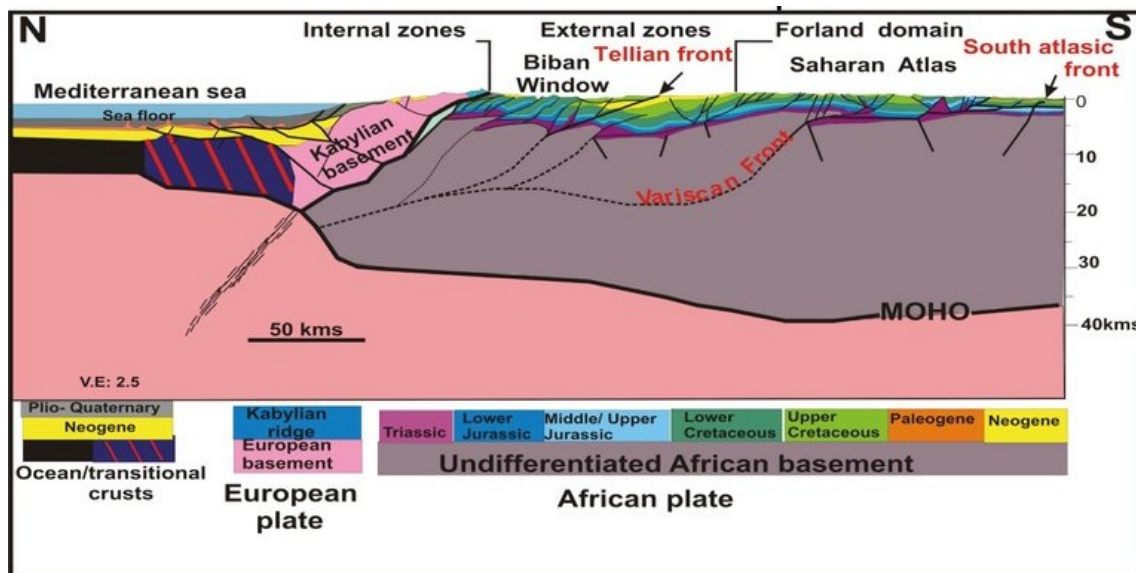 N
Internal zones
External zones
Forland domain
S
Biban
Window
Tellian front
Saharan Atlas
South atlasic
front
Mediterranean sea
Sea floor
Kabylian
basement
Variscan Front
0
10
20
30
40kms
MOHO
50 kms
V.E: 2.5
Plio- Quaternary
Neogene
Ocean/transitional
crusts
Kabylian
ridge
European
basement
European
plate
Triassic
Lower
Jurassic
Middle/ Upper
Jurassic
Lower
Cretaceous
Upper
Cretaceous
Paleogene
Neogene
Undifferentiated African basement
African plate